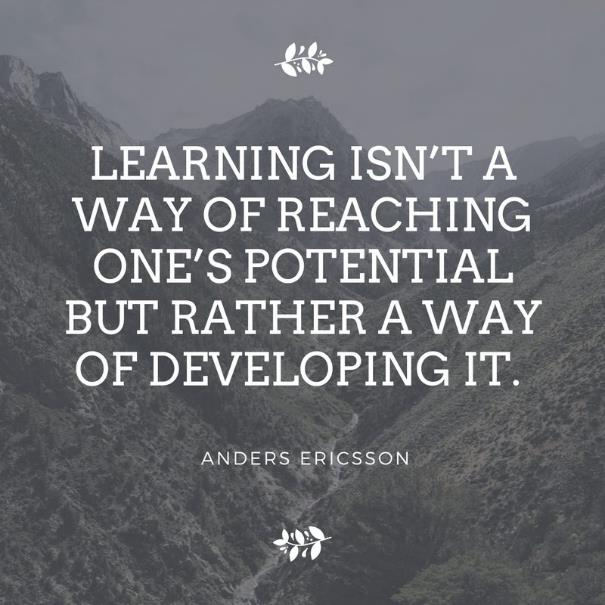 LEARNING ISN’T A
WAY OF REACHING
ONE’S POTENTIAL
BUT RATHER A WAY
OF DEVELOPING IT.
ANDERS ERICSSON